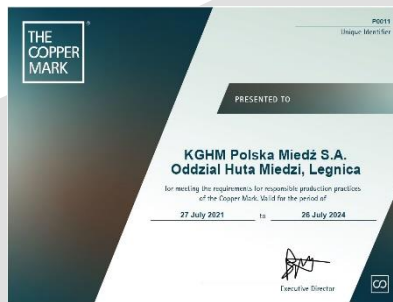 THE
COPPER
MARK
P0011
Unique Identifier
PRESENTED TO
KGHM Polska Miedź S.A.
Oddział Huta Miedzi, Legnica
for meeting the requirements for responsible production practices
of the Copper Mark. Valid for the period of
27 July 2021 to 26 July 2024
Executive Director